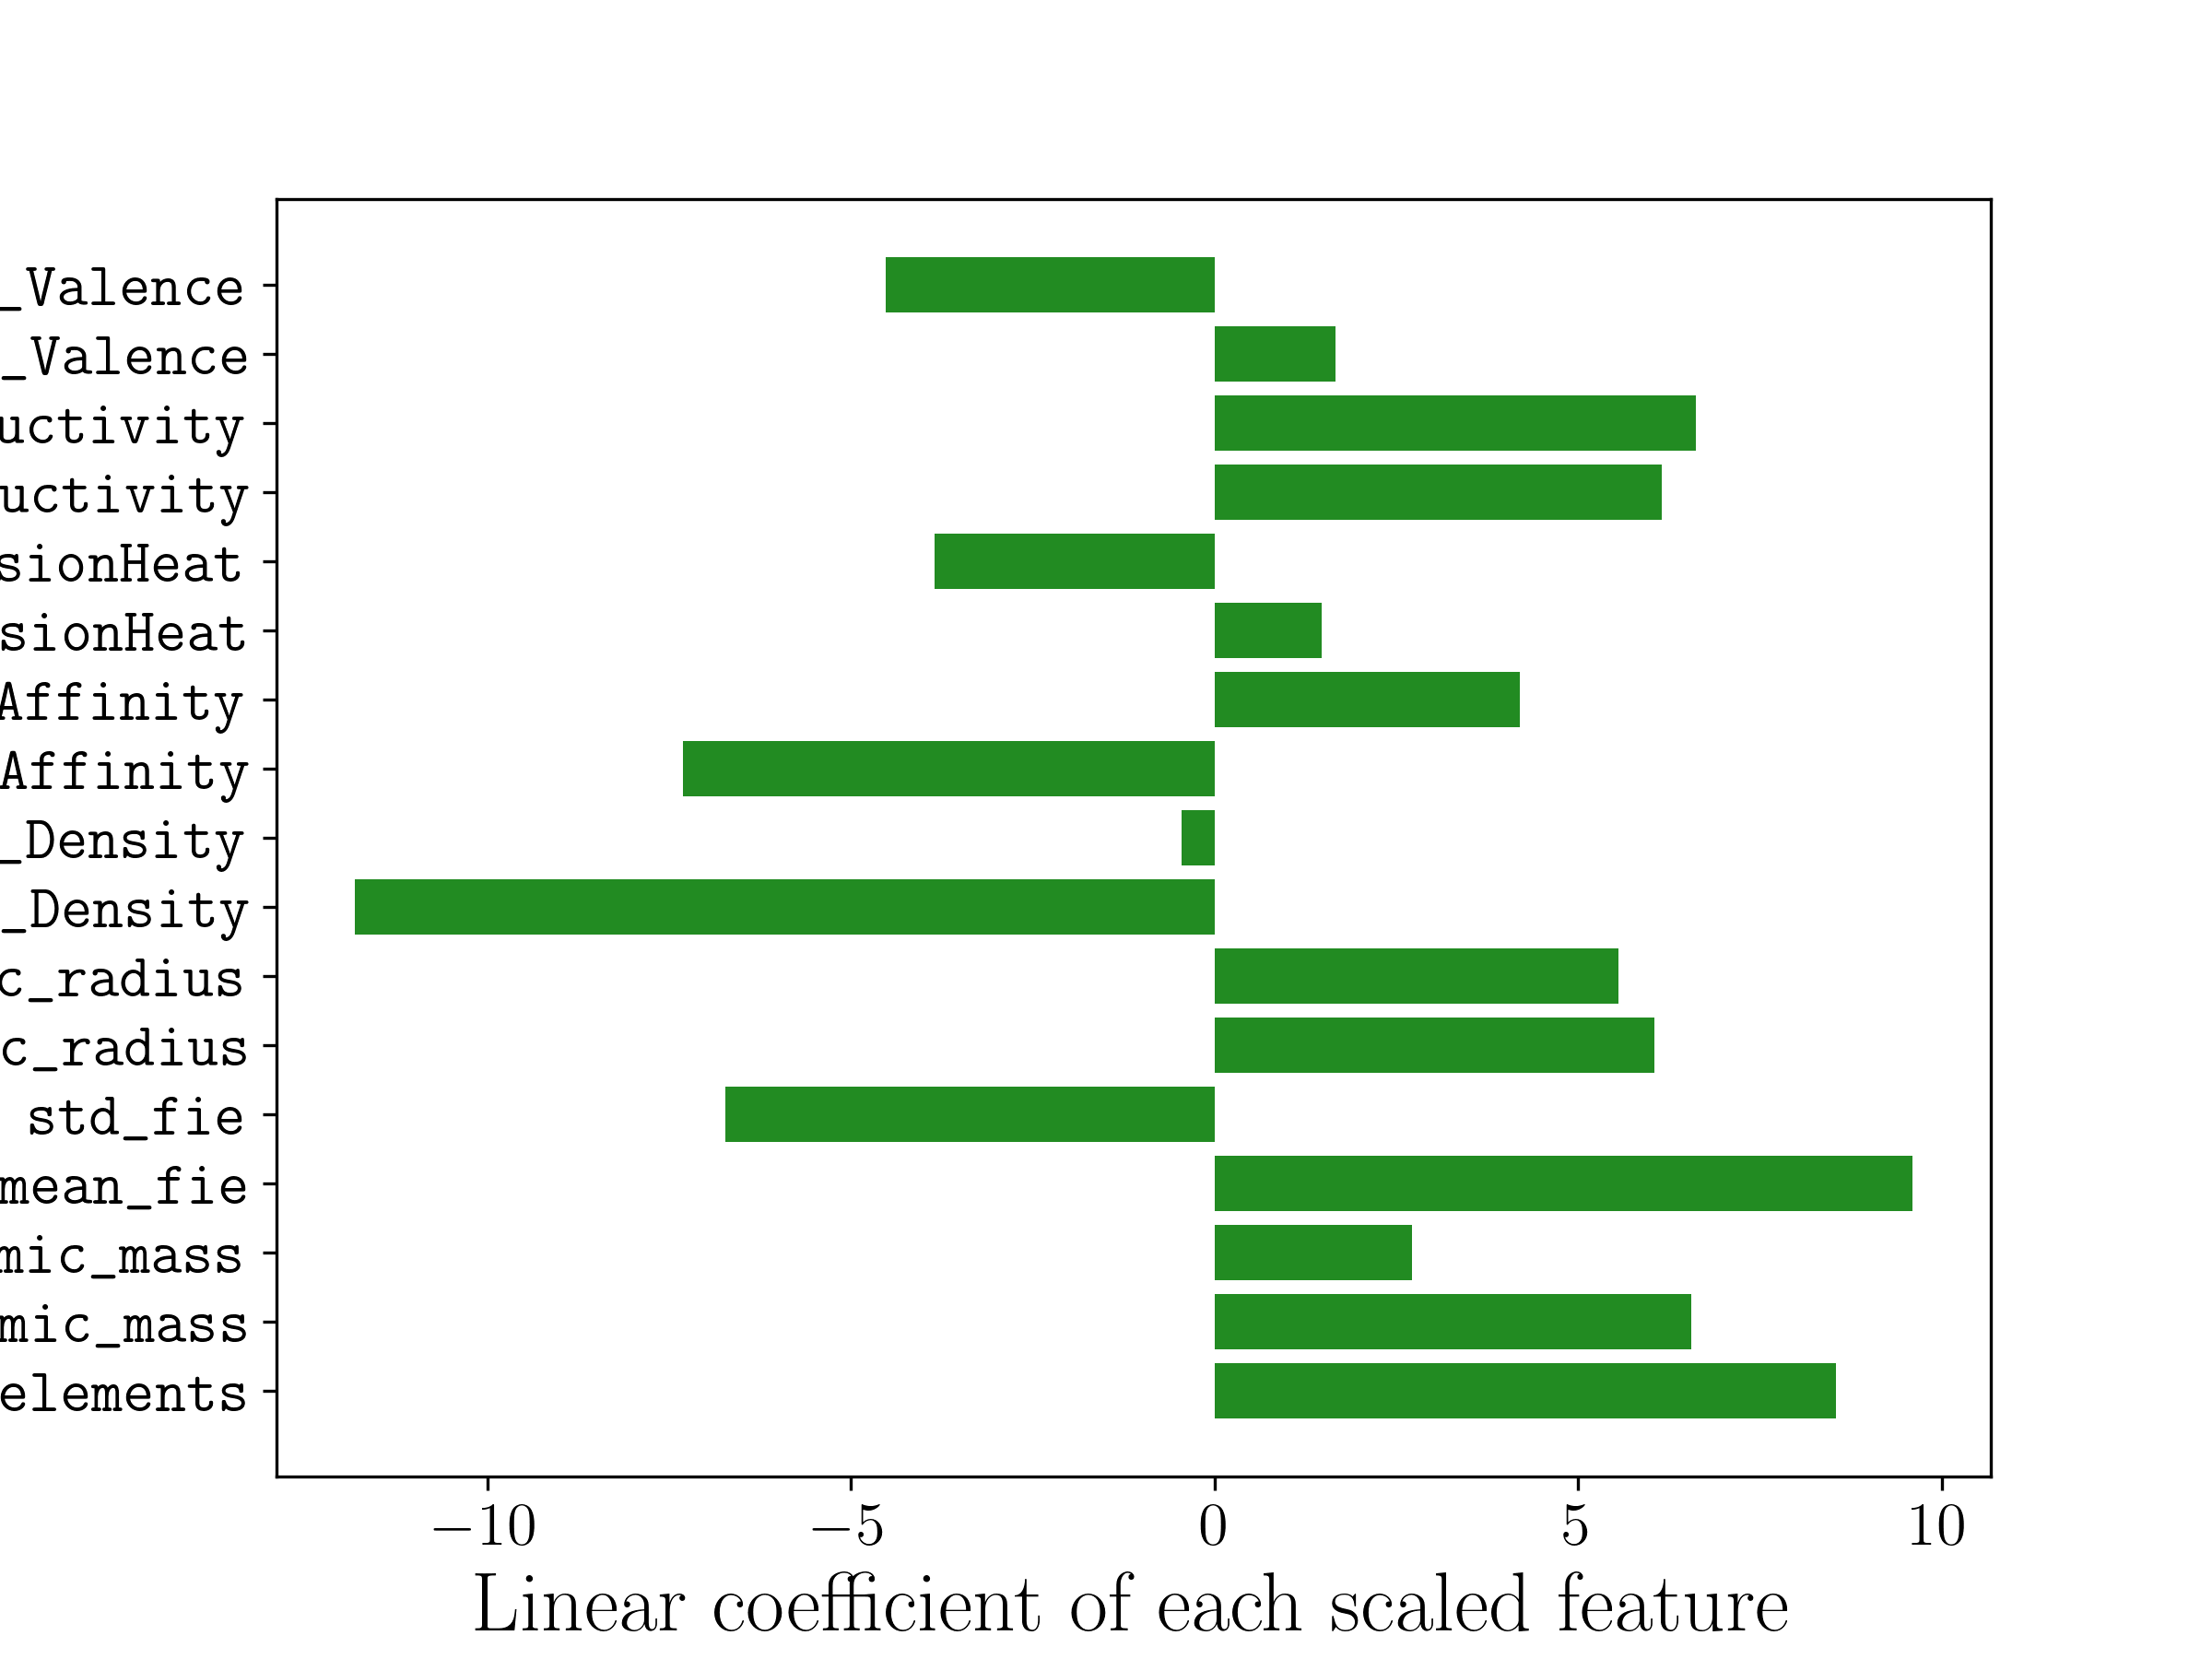 _Valence
_Valence
uctivity
uctivity
sionHeat
sionHeat
Affinity
Affinity
_Density
_Density
c_radius
c_radius
std_fie
mean_fie
mic_mass
mic_mass
elements
−10 −5 0 5 10
Linear coefficient of each scaled feature